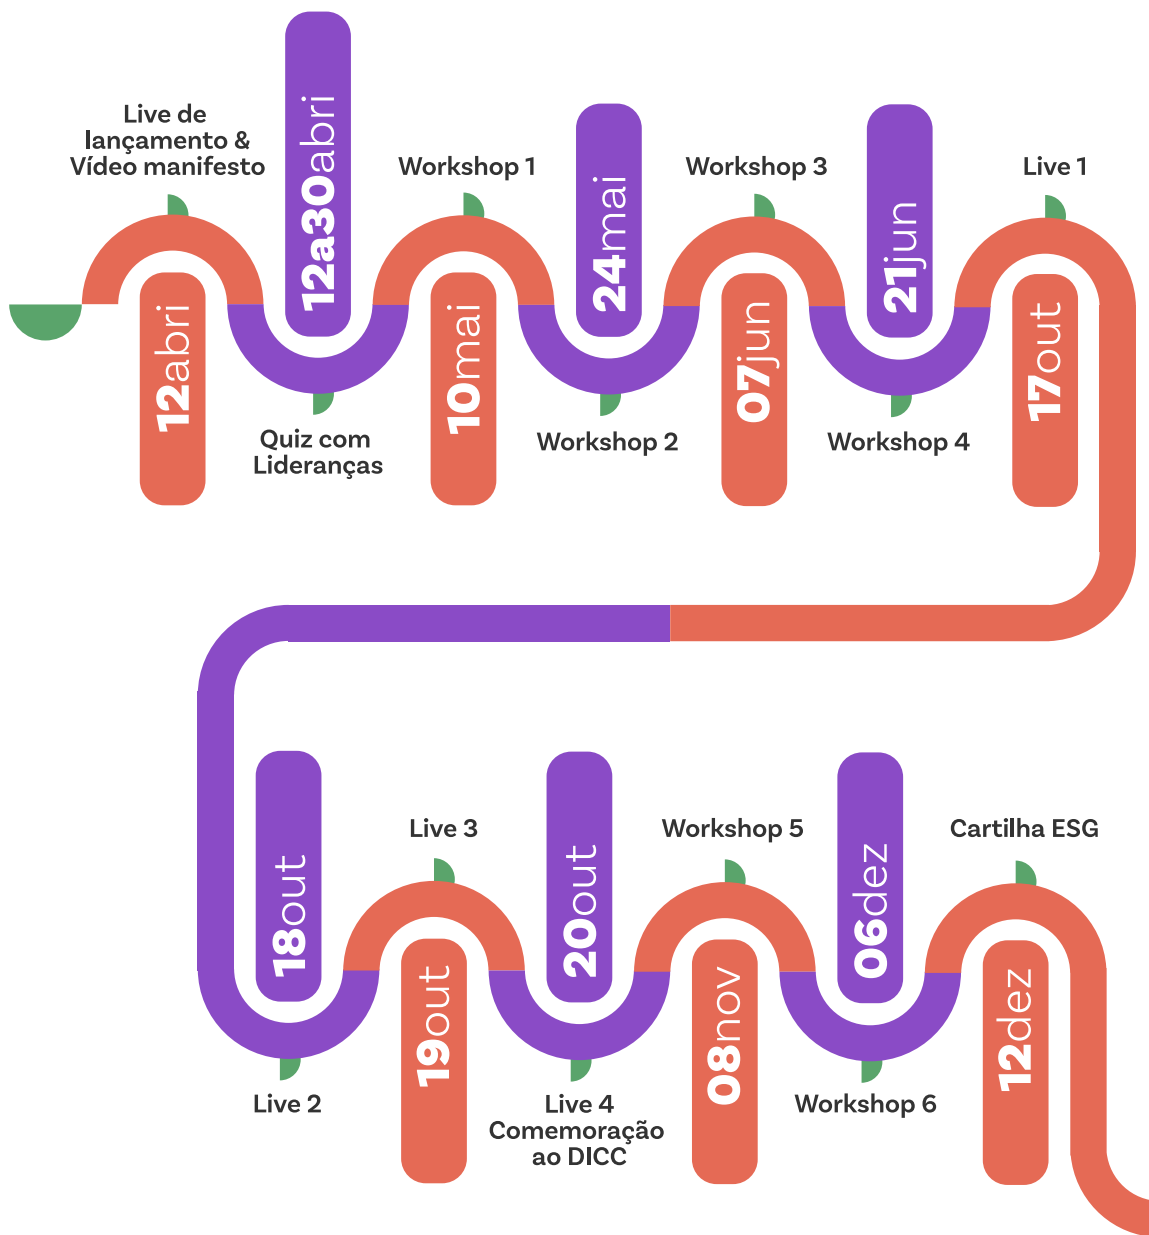 Live de
lançamento &
Vídeo manifesto
12abri
12a30abri
Quiz com
Lideranças
Workshop 1
10mai
24mai
Workshop 2
Workshop 3
07jun
21jun
Workshop 4
Live 1
17out
18out
Live 2
Live 3
19out
20out
Live 4
Comemoração
ao DICC
Workshop 5
08nov
06dez
Workshop 6
Cartilha ESG
12dez